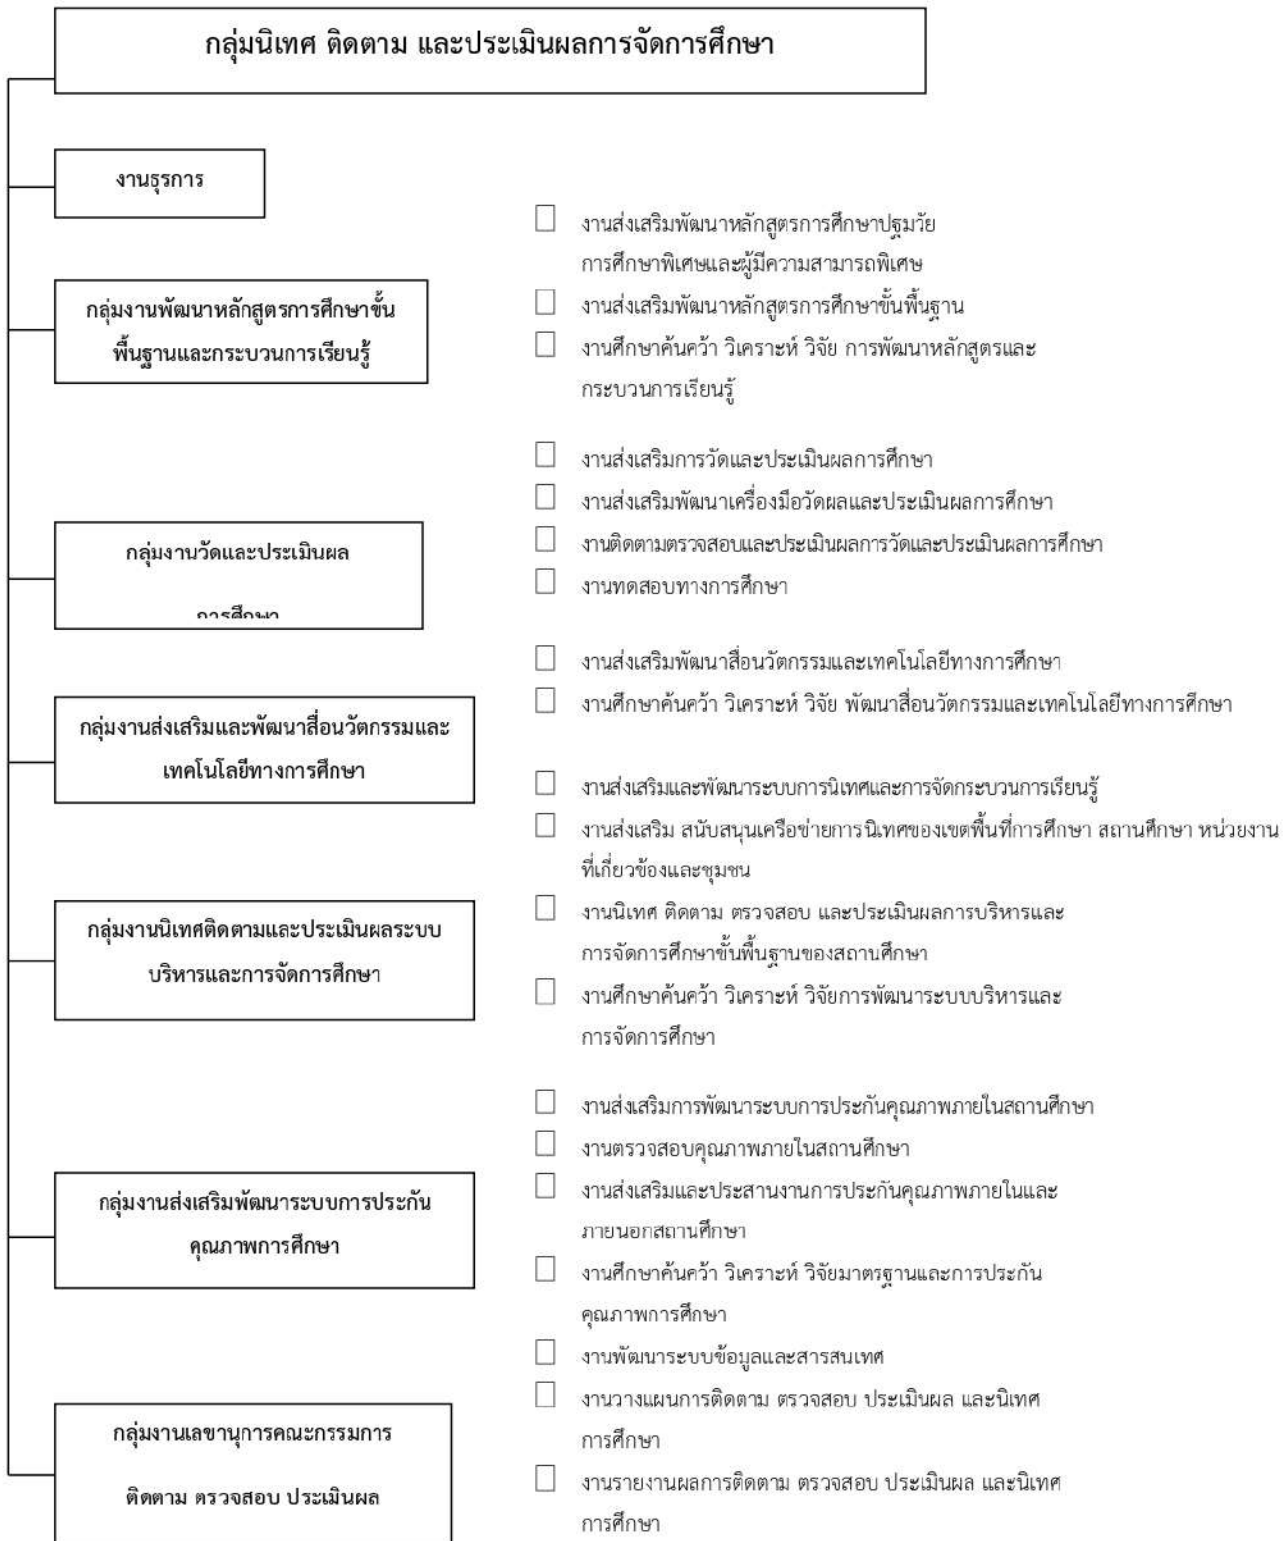 กลุ่มนิเทศ ติดตาม และประเมินผลการจัดการศึกษา
งานธุรการ
งานส่งเสริมพัฒนาหลักสูตรการศึกษาปฐมวัย
การศึกษาพิเศษและผู้มีความสามารถพิเศษ
กลุ่มงานพัฒนาหลักสูตรการศึกษาขั้น
พื้นฐานและกระบวนการเรียนรู้
งานส่งเสริมพัฒนาหลักสูตรการศึกษาขั้นพื้นฐาน
งานศึกษาค้นคว้า วิเคราะห์ วิจัย การพัฒนาหลักสูตรและ
กระบวนการเรียนรู้
งานส่งเสริมการวัดและประเมินผลการศึกษา
งานส่งเสริมพัฒนาเครื่องมือวัดผลและประเมินผลการศึกษา
งานติดตามตรวจสอบและประเมินผลการวัดและประเมินผลการศึกษา
งานทดสอบทางการศึกษา
กลุ่มงานวัดและประเมินผล
การศึกษา
งานส่งเสริมพัฒนาสื่อนวัตกรรมและเทคโนโลยีทางการศึกษา
งานศึกษาค้นคว้า วิเคราะห์ วิจัย พัฒนาสื่อนวัตกรรมและเทคโนโลยีทางการศึกษา
กลุ่มงานส่งเสริมและพัฒนาสื่อนวัตกรรมและ
เทคโนโลยีทางการศึกษา
งานส่งเสริมและพัฒนาระบบการนิเทศและการจัดกระบวนการเรียนรู้
งานส่งเสริม สนับสนุนเครือข่ายการนิเทศของเขตพื้นที่การศึกษา สถานศึกษา หน่วยงาน
ที่เกี่ยวข้องและชุมชน
งานนิเทศ ติดตาม ตรวจสอบ และประเมินผลการบริหารและ
การจัดการศึกษาขั้นพื้นฐานของสถานศึกษา
งานศึกษาค้นคว้า วิเคราะห์ วิจัยการพัฒนาระบบบริหารและ
การจัดการศึกษา
กลุ่มงานนิเทศติดตามและประเมินผลระบบ
บริหารและการจัดการศึกษา
งานส่งเสริมการพัฒนาระบบการประกันคุณภาพภายในสถานศึกษา
งานตรวจสอบคุณภาพภายในสถานศึกษา
งานส่งเสริมและประสานงานการประกันคุณภาพภายในและ
ภายนอกสถานศึกษา
งานศึกษาค้นคว้า วิเคราะห์ วิจัยมาตรฐานและการประกัน
คุณภาพการศึกษา
กลุ่มงานส่งเสริมพัฒนาระบบการประกัน
คุณภาพการศึกษา
งานพัฒนาระบบข้อมูลและสารสนเทศ
งานวางแผนการติดตาม ตรวจสอบ ประเมินผล และนิเทศ
การศึกษา
งานรายงานผลการติดตาม ตรวจสอบ ประเมินผล และนิเทศ
การศึกษา
กลุ่มงานเลขานุการคณะกรรมการ
ติดตาม ตรวจสอบ ประเมินผล